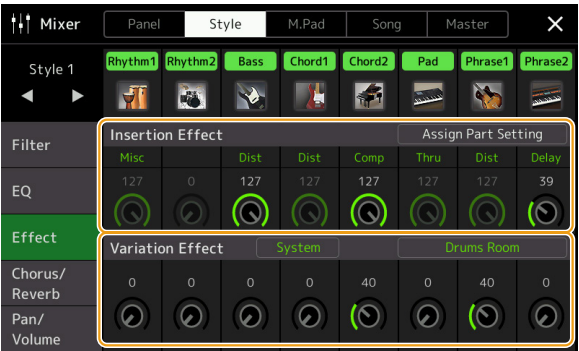 Mixer Panel Style M.Pad Song Master
Style 1 Rhythm1 Rhythm2 Bass Chord1 Chord2 Pad Phrase1 Phrase2
Filter
EQ
Effect
Chorus/
Reverb
Pan/
Volume
Insertion Effect Assign Part Setting
Misc Dist Dist Comp Thru Dist Delay
127 0 127 127 127 127 127 39
Variation Effect System Drums Room
0 0 0 0 40 0 40 0